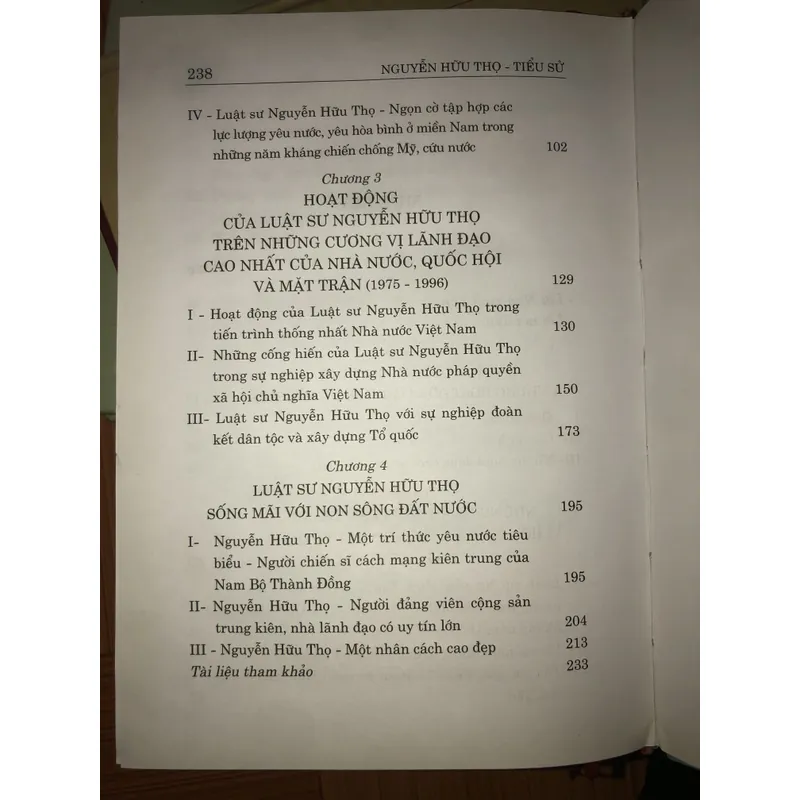 238 NGUYỄN HỮU THỌ - TIỂU SỬ
IV - Luật sư Nguyễn Hữu Thọ - Ngọn cờ tập hợp các
lực lượng yêu nước, yêu hòa bình ở miền Nam trong
những năm kháng chiến chống Mỹ, cứu nước 102
Chương 3
HOẠT ĐỘNG
CỦA LUẬT SƯ NGUYỄN HỮU THỌ
TRÊN NHỮNG CƯƠNG VỊ LÃNH ĐẠO
CAO NHẤT CỦA NHÀ NƯỚC, QUỐC HỘI
VÀ MẶT TRẬN (1975 - 1996) 129
I - Hoạt động của Luật sư Nguyễn Hữu Thọ trong
tiến trình thống nhất Nhà nước Việt Nam 130
II- Những cống hiến của Luật sư Nguyễn Hữu Thọ
trong sự nghiệp xây dựng Nhà nước pháp quyền
xã hội chủ nghĩa Việt Nam 150
III- Luật sư Nguyễn Hữu Thọ với sự nghiệp đoàn
kết dân tộc và xây dựng Tổ quốc 173
Chương 4
LUẬT SƯ NGUYỄN HỮU THỌ
SỐNG MÃI VỚI NON SÔNG ĐẤT NƯỚC 195
I- Nguyễn Hữu Thọ - Một trí thức yêu nước tiêu
biểu - Người chiến sĩ cách mạng kiên trung của
Nam Bộ Thành Đồng 195
II- Nguyễn Hữu Thọ - Người đảng viên cộng sản
trung kiên, nhà lãnh đạo có uy tín lớn 204
III - Nguyễn Hữu Thọ - Một nhân cách cao đẹp 213
Tài liệu tham khảo 233